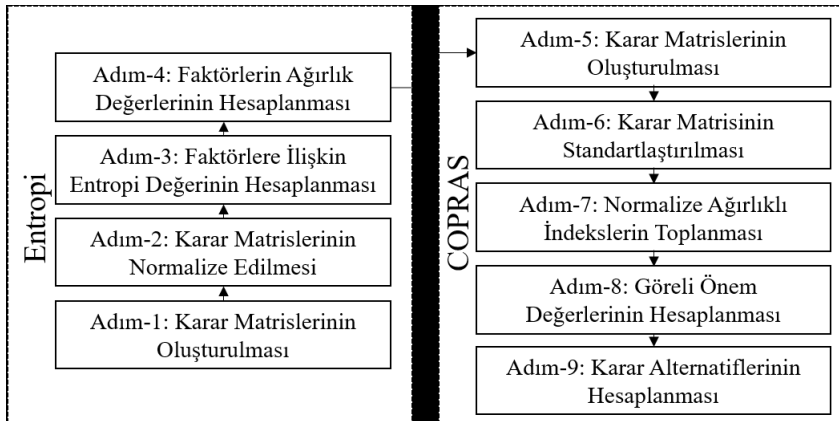 Entropi
Adım-4: Faktörlerin Ağırlık
Değerlerinin Hesaplanması
Adım-3: Faktörlere İlişkin
Entropi Değerinin Hesaplanması
Adım-2: Karar Matrislerinin
Normalize Edilmesi
Adım-1: Karar Matrislerinin
Oluşturulması
COPRAS
Adım-5: Karar Matrislerinin
Oluşturulması
Adım-6: Karar Matrisinin
Standartlaştırılması
Adım-7: Normalize Ağırlıklı
İndekslerin Toplanması
Adım-8: Göreli Önem
Değerlerinin Hesaplanması
Adım-9: Karar Alternatiflerinin
Hesaplanması